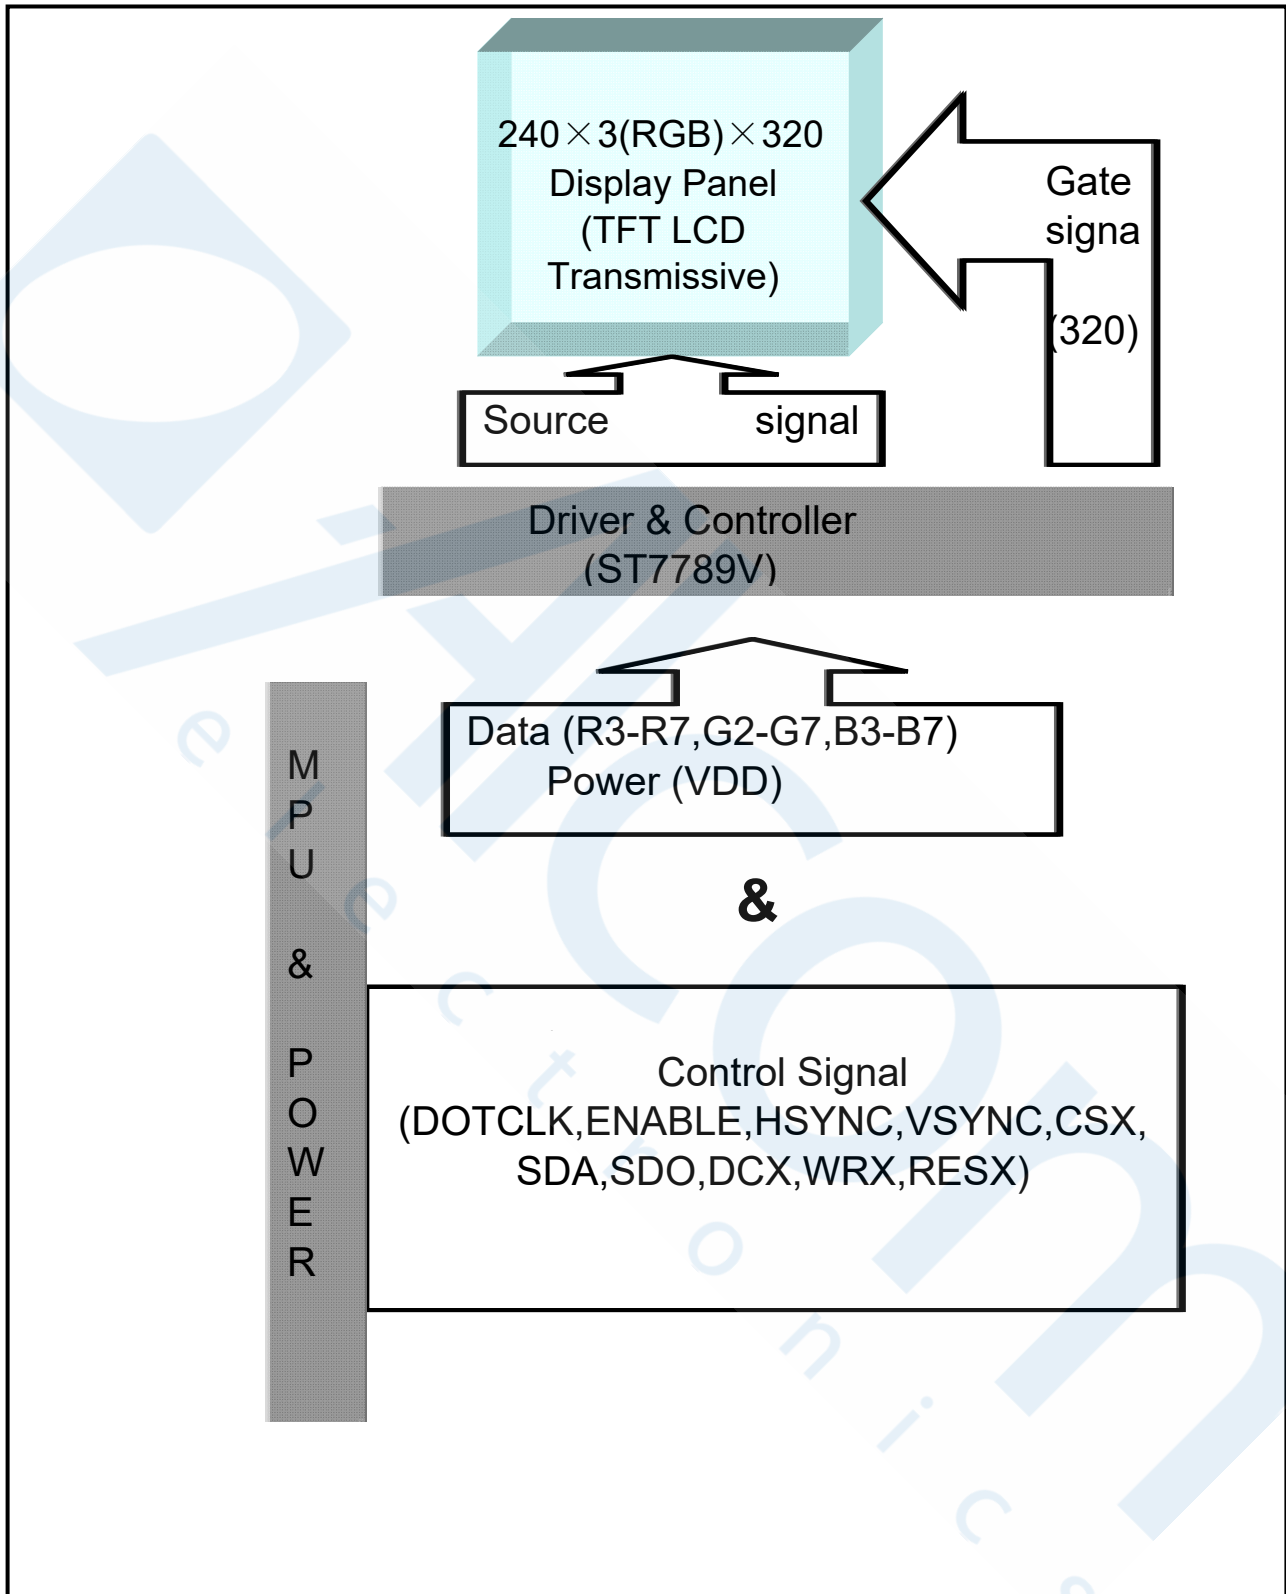 240×3(RGB)×320
Display Panel
(TFT LCD
Transmissive)
Gate
signa
(320)
Source signal
Driver & Controller
(ST7789V)
Data (R3-R7,G2-G7,B3-B7)
Power (VDD)
&
M
P
U
&
P
O
W
E
R
Control Signal
(DOTCLK,ENABLE,HSYNC,VSYNC,CSX,
SDA,SDO,DCX,WRX,RESX)
VACom
electronics